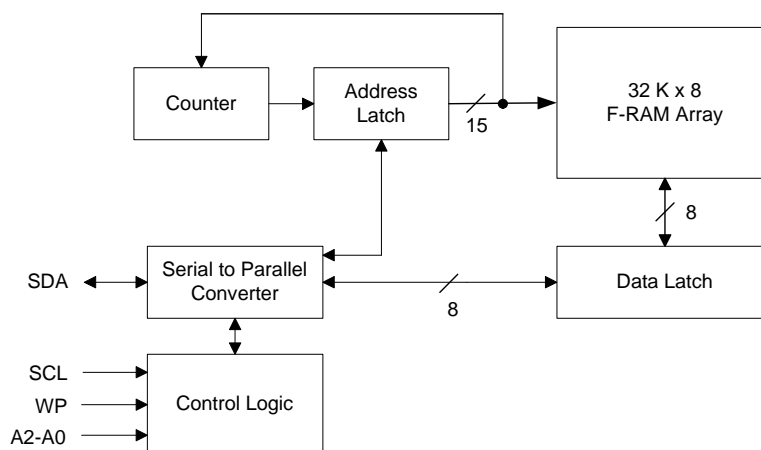 Counter
Address
Latch
15
32 K x 8
F-RAM Array
8
SDA
Serial to Parallel
Converter
8
Data Latch
SCL
WP
A2-A0
Control Logic